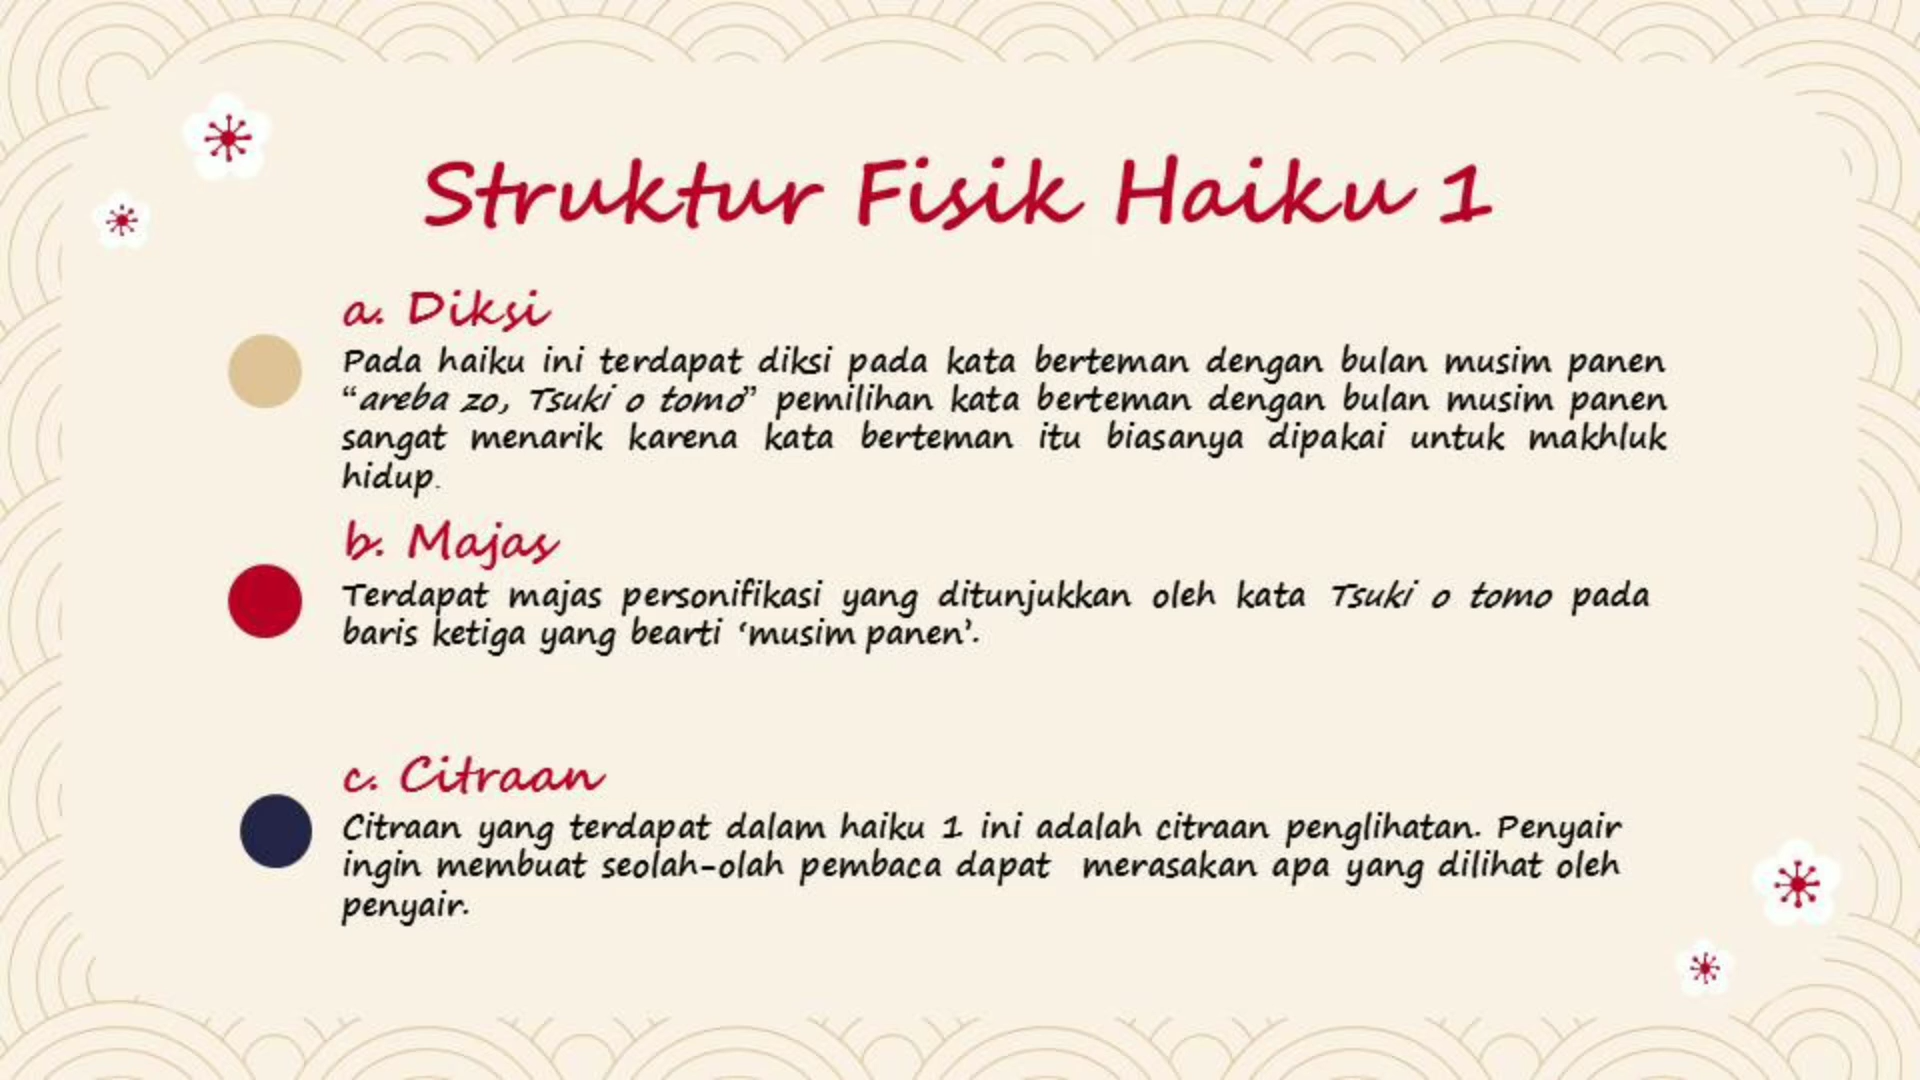 Struktur Fisik Haiku 1
a. Diksi
Pada haiku ini terdapat diksi pada kata berteman dengan bulan musim panen
“areba zo, Tsuki o tomo” pemilihan kata berteman dengan bulan musim panen
sangat menarik karena kata berteman itu biasanya dipakai untuk makhluk
hidup.
b. Majas
Terdapat majas personifikasi yang ditunjukkan oleh kata Tsuki o tomo pada
baris ketiga yang bearti ‘musim panen’.
c. Citraan
Citraan yang terdapat dalam haiku 1 ini adalah citraan penglihatan. Penyair
ingin membuat seolah-olah pembaca dapat merasakan apa yang dilihat oleh
penyair.